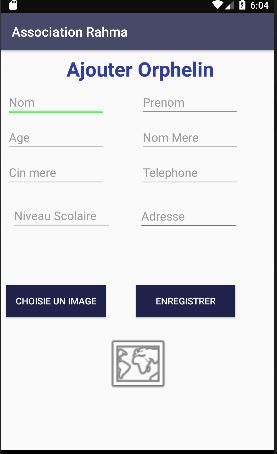 6:04
Association Rahma
Ajouter Orphelin
Nom Prenom
Age Nom Mere
Cin mere Telephone
Niveau Scolaire Adresse
CHOISIE UN IMAGE ENREGISTRER